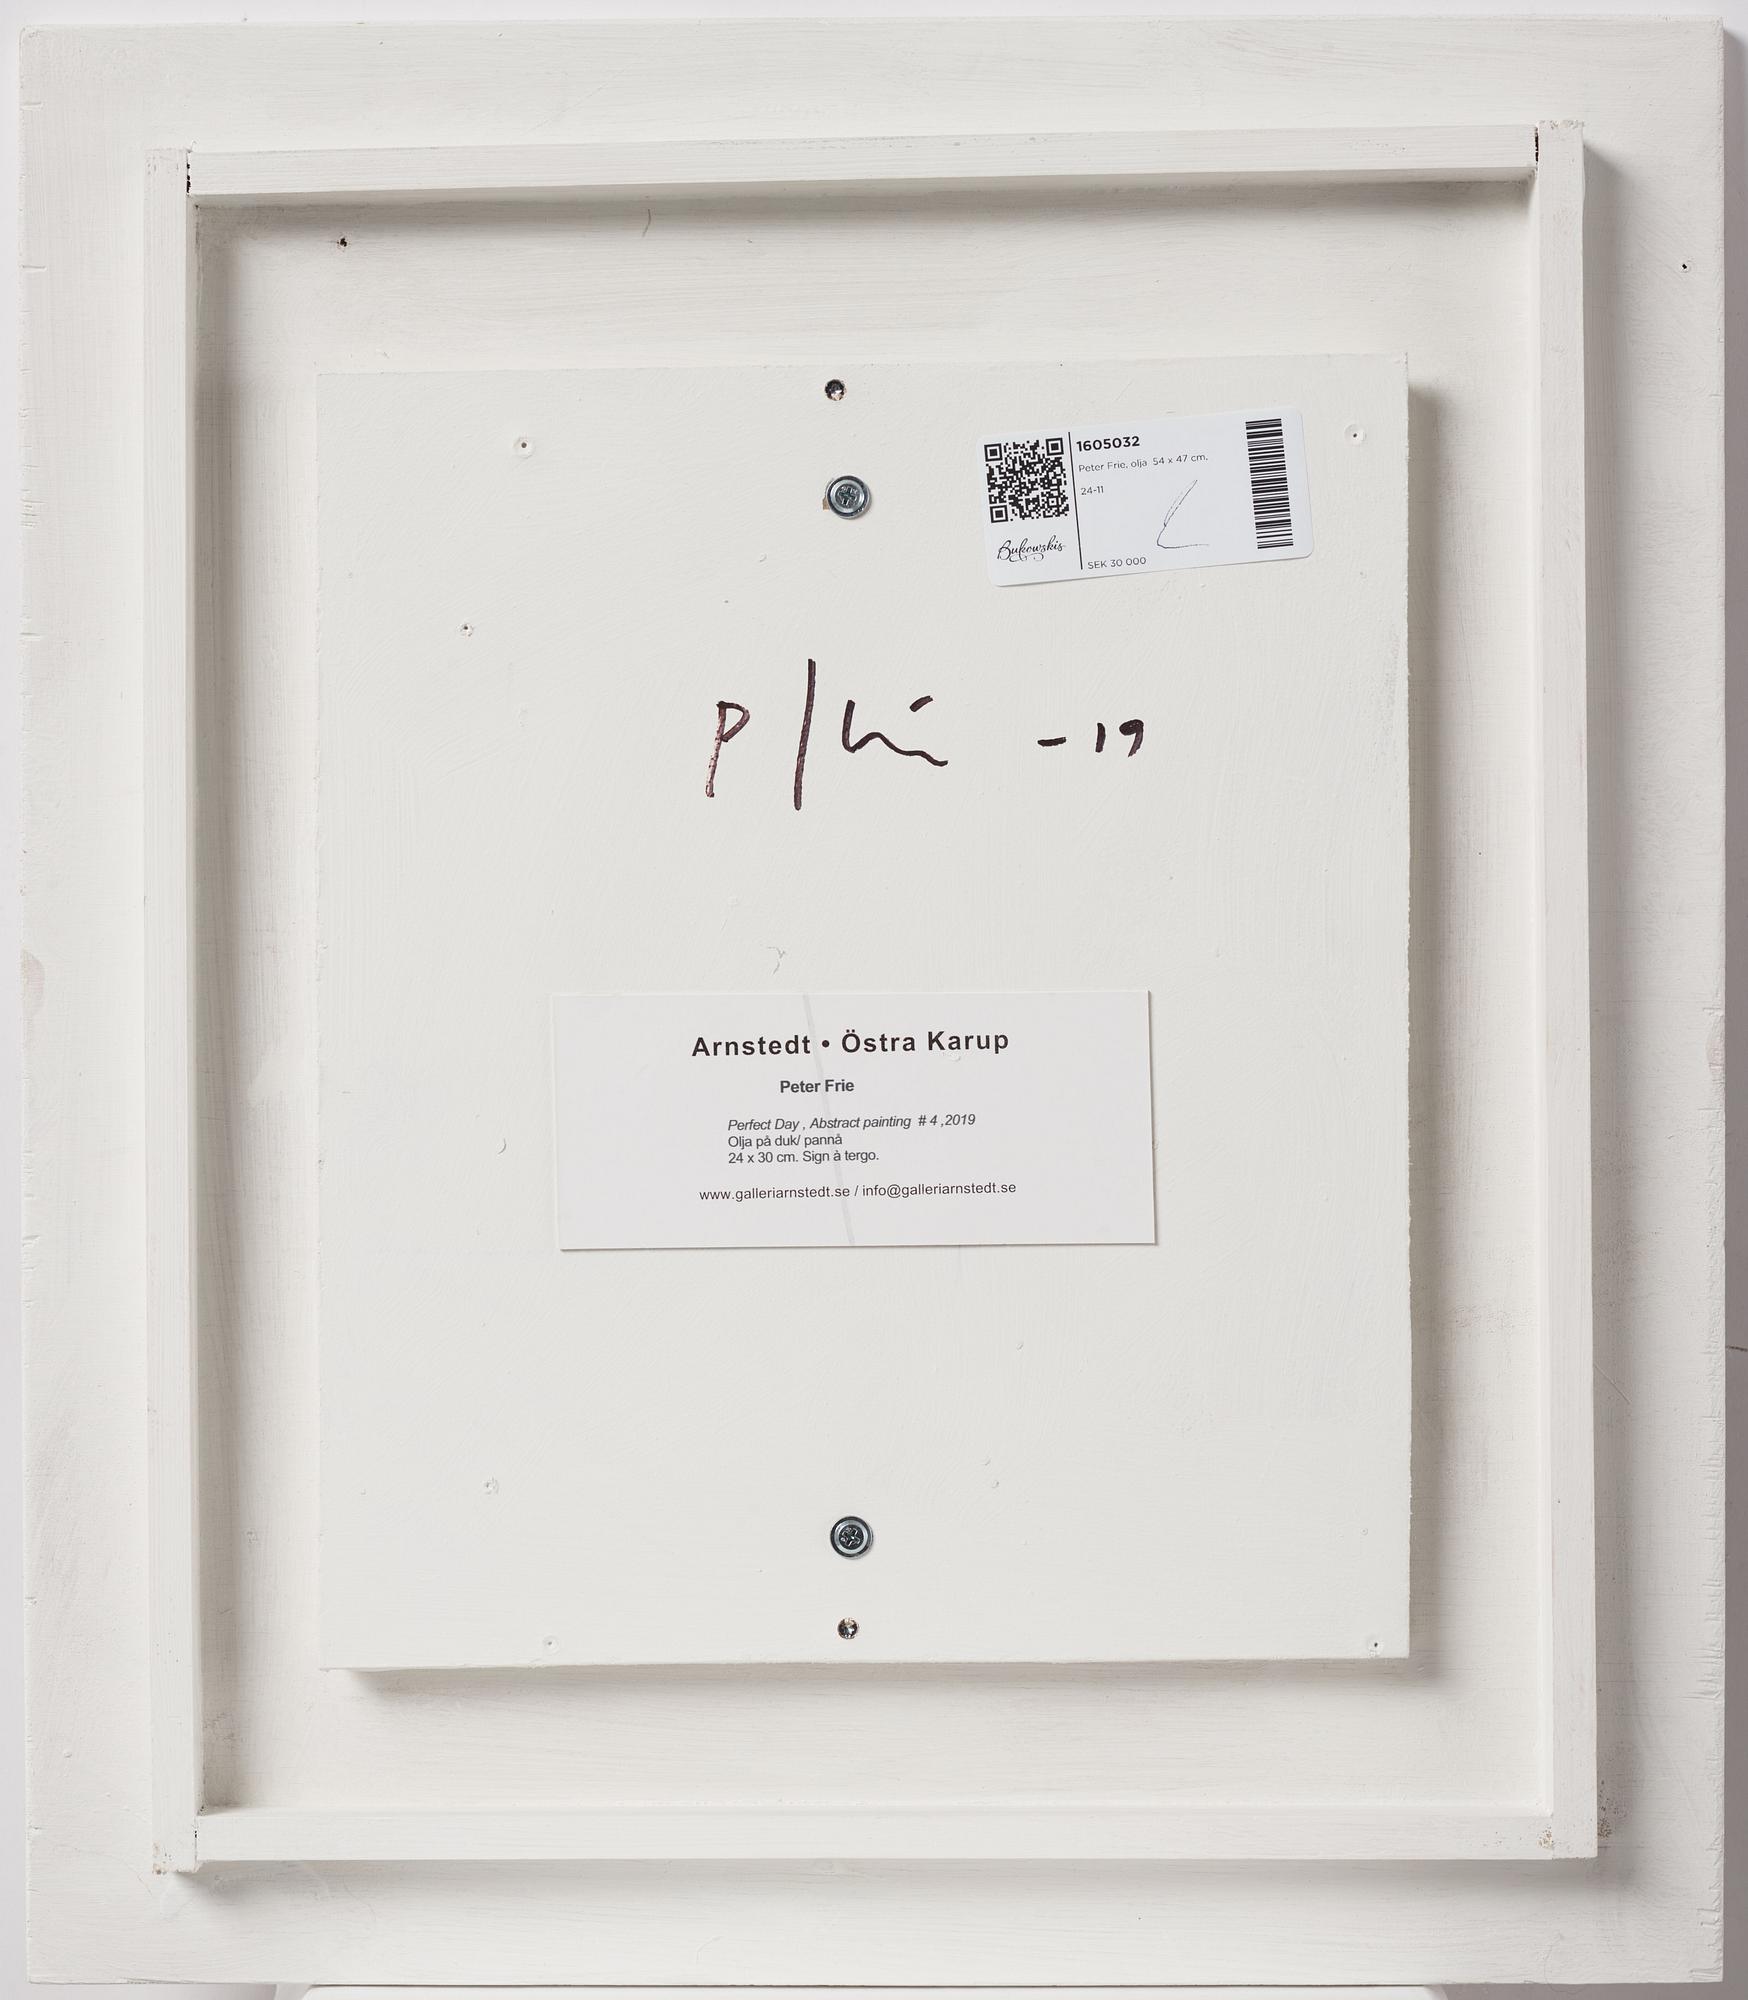 1605032
Peter Frie, olja 54 x 47 cm.
24-11
Bukowskis
SEK 30 000
P -19
Arnstedt • Östra Karup
Peter Frie
Perfect Day , Abstract painting # 4 ,2019
Olja på duk/ pannå
24 x 30 cm. Sign à tergo.
www.galleriarnstedt.se / info@galleriarnstedt.se